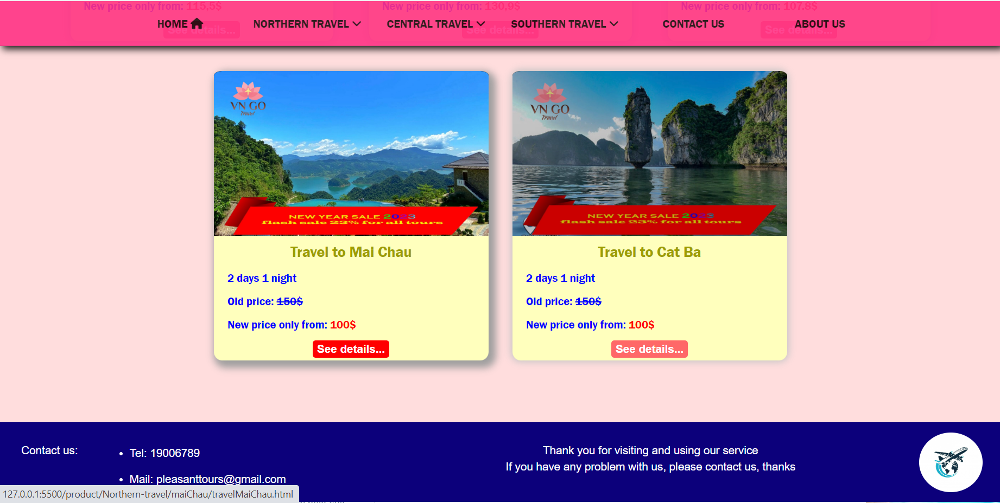 New price only from: 115,5$
New price only from: 130,9$
New price only from: 107.8$
HOME
NORTHERN TRAVEL
CENTRAL TRAVEL
SOUTHERN TRAVEL
CONTACT US
ABOUT US
See details...
See details...
See details...
VN GO
Travel
NEW YEAR SALE 2023
flash sale 23% for all tours
Travel to Mai Chau
2 days 1 night
Old price: 150$
New price only from: 100$
See details...
VN GO
Travel
NEW YEAR SALE 2023
flash sale 23% for all tours
Travel to Cat Ba
2 days 1 night
Old price: 150$
New price only from: 100$
See details...
Contact us:
• Tel: 19006789
• Mail: pleasanttours@gmail.com
Thank you for visiting and using our service
If you have any problem with us, please contact us, thanks
127.0.0.1:5500/product/Northern-travel/maiChau/travelMaiChau.html